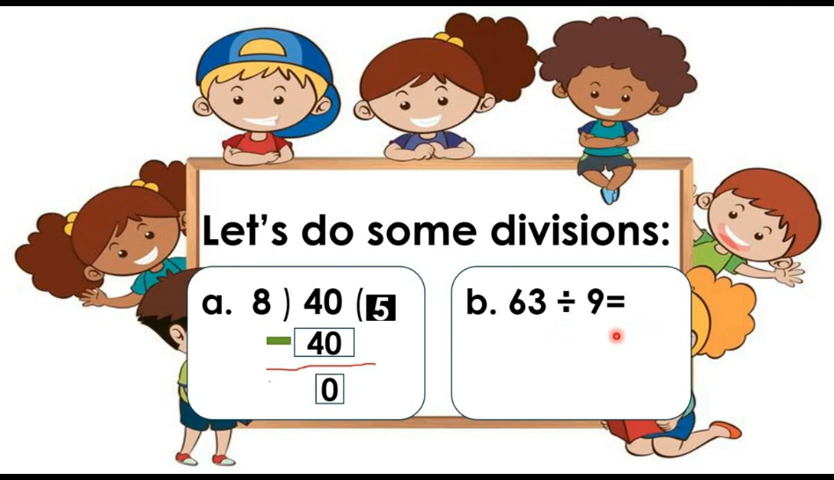 Let's do some divisions:
a. 8 ) 40 ( 5
- 40
0
b. 63 ÷ 9=